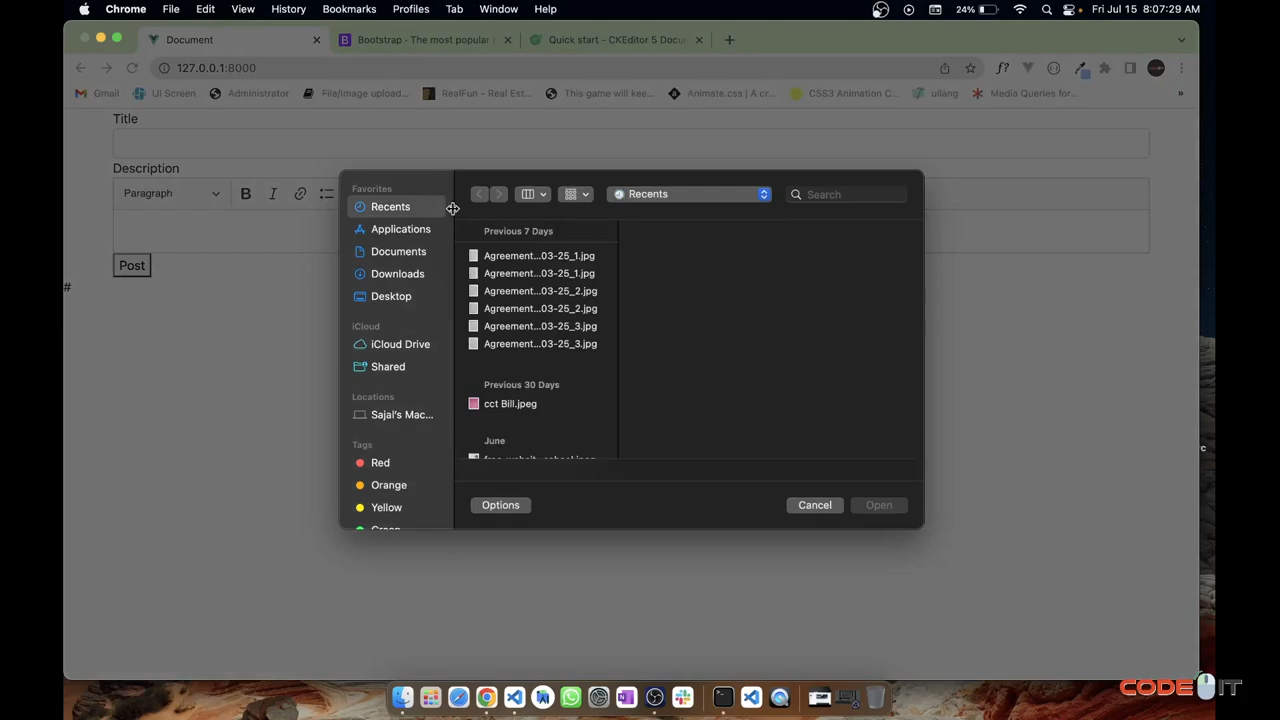 Chrome File Edit View History Bookmarks Profiles Tab Window Help 24% Fri Jul 15 8:07:29 AM
Document Bootstrap - The most popular Quick start – CKEditor 5 Docu
127.0.0.1:8000 f?
Gmail UI Screen Administrator File/Image upload... RealFun - Real Est... This game will kee... Animate.css | A cr... CSS3 Animation C... uilang Media Queries for... »
Title
Description
Paragraph B I
Post
#
Favorites
Recents
Applications
Documents
Downloads
Desktop
iCloud
iCloud Drive
Shared
Locations
Sajal's Mac...
Tags
Red
Orange
Yellow
Green
Recents
Search
Previous 7 Days
Agreement...03-25_1.jpg
Agreement...03-25_1.jpg
Agreement...03-25_2.jpg
Agreement...03-25_2.jpg
Agreement...03-25_3.jpg
Agreement...03-25_3.jpg
Previous 30 Days
cct Bill.jpeg
June
Options Cancel Open
CODE IT